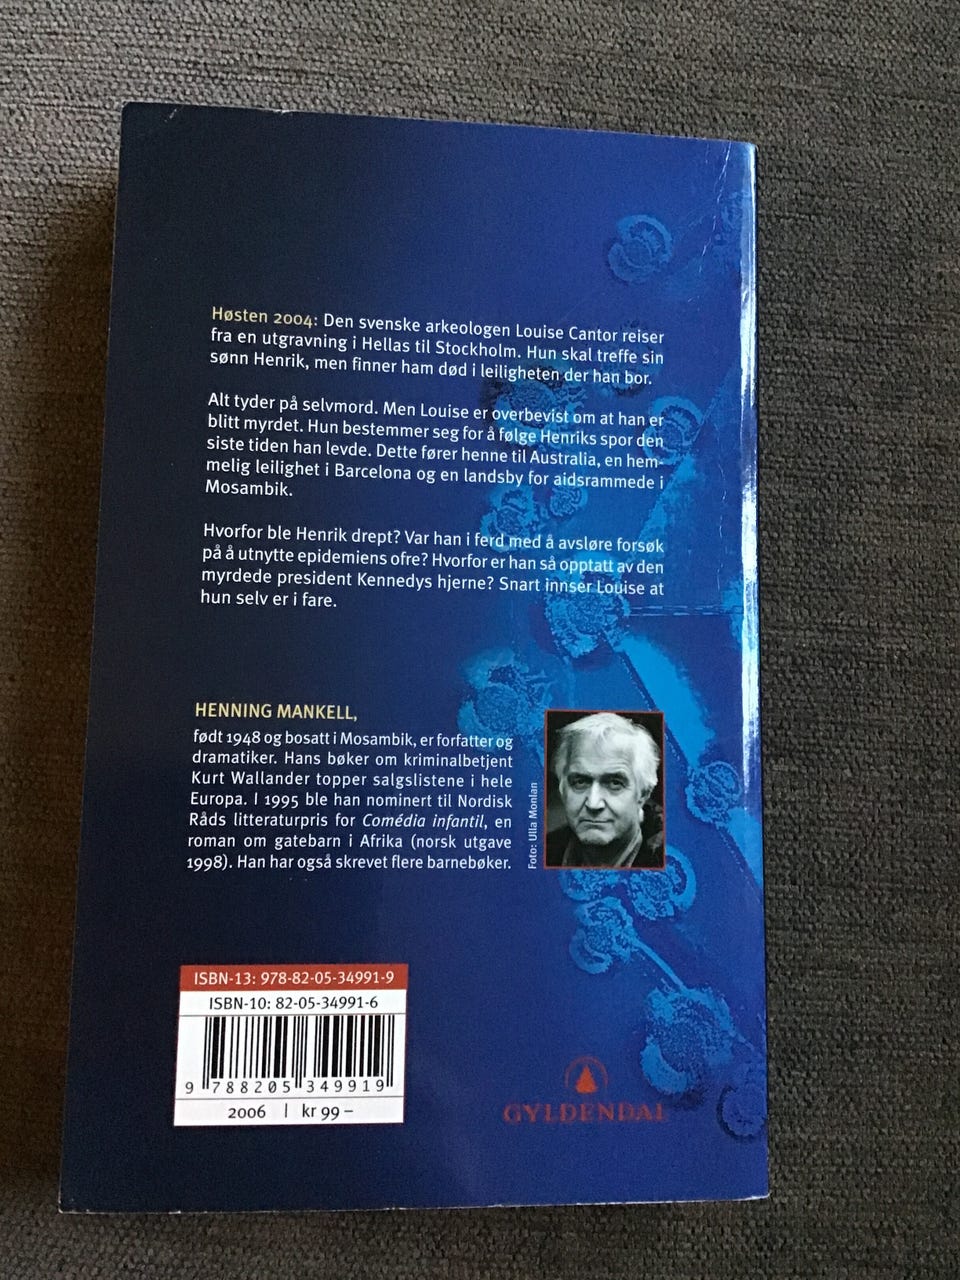 Høsten 2004: Den svenske arkeologen Louise Cantor reiser
fra en utgravning i Hellas til Stockholm. Hun skal treffe sin
sønn Henrik, men finner ham død i leiligheten der han bor.
Alt tyder på selvmord. Men Louise er overbevist om at han er
blitt myrdet. Hun bestemmer seg for å følge Henriks spor den
siste tiden han levde. Dette fører henne til Australia, en hem-
melig leilighet i Barcelona og en landsby for aidsrammede i
Mosambik.
Hvorfor ble Henrik drept? Var han i ferd med å avsløre forsøk
på å utnytte epidemiens ofre? Hvorfor er han så opptatt av den
myrdede president Kennedys hjerne? Snart innser Louise at
hun selv er i fare.
HENNING MANKELL,
født 1948 og bosatt i Mosambik, er forfatter og
dramatiker. Hans bøker om kriminalbetjent
Kurt Wallander topper salgslistene i hele
Europa. I 1995 ble han nominert til Nordisk
Råds litteraturpris for Comédia infantil, en
roman om gatebarn i Afrika (norsk utgave
1998). Han har også skrevet flere barnebøker.
Foto: Ulla Montan
ISBN-13: 978-82-05-34991-9
ISBN-10: 82-05-34991-6
9 788205 349919
2006 | kr 99 –
GYLDENDAL